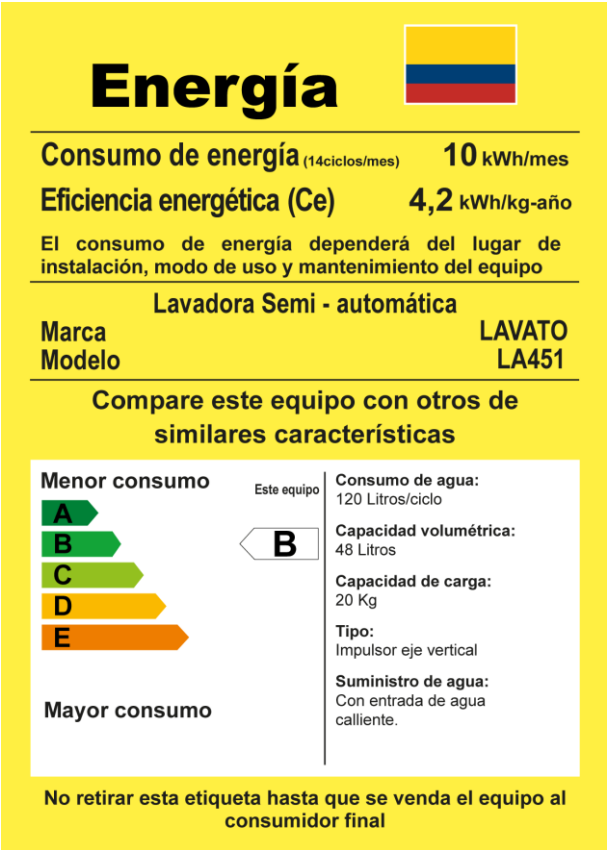 Energía
Consumo de energía (14ciclos/mes) 10 kWh/mes
Eficiencia energética (Ce) 4,2 kWh/kg-año
El consumo de energía dependerá del lugar de
instalación, modo de uso y mantenimiento del equipo
Lavadora Semi - automática
Marca LAVATO
Modelo LA451
Compare este equipo con otros de
similares características
Menor consumo
Este equipo
A
B
B
C
D
E
Mayor consumo
Consumo de agua:
120 Litros/ciclo
Capacidad volumétrica:
48 Litros
Capacidad de carga:
20 Kg
Tipo:
Impulsor eje vertical
Suministro de agua:
Con entrada de agua
calliente.
No retirar esta etiqueta hasta que se venda el equipo al
consumidor final